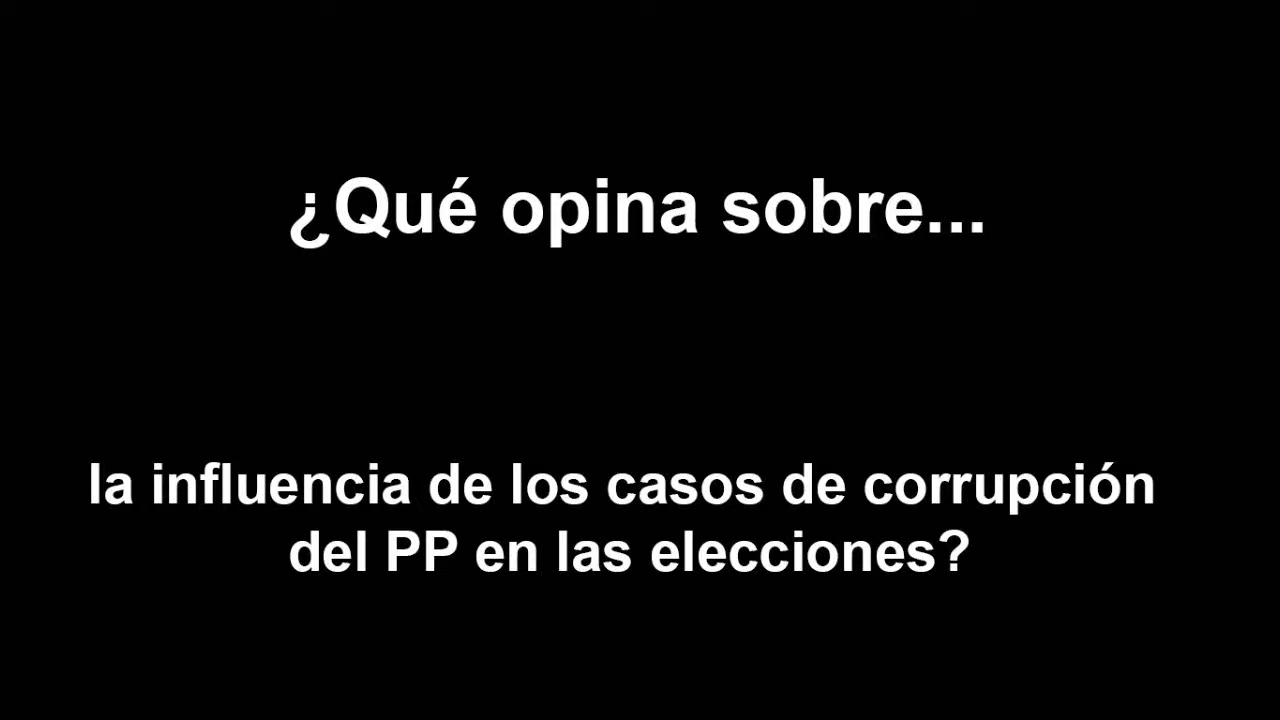 ¿Qué opina sobre...
la influencia de los casos de corrupción
del PP en las elecciones?